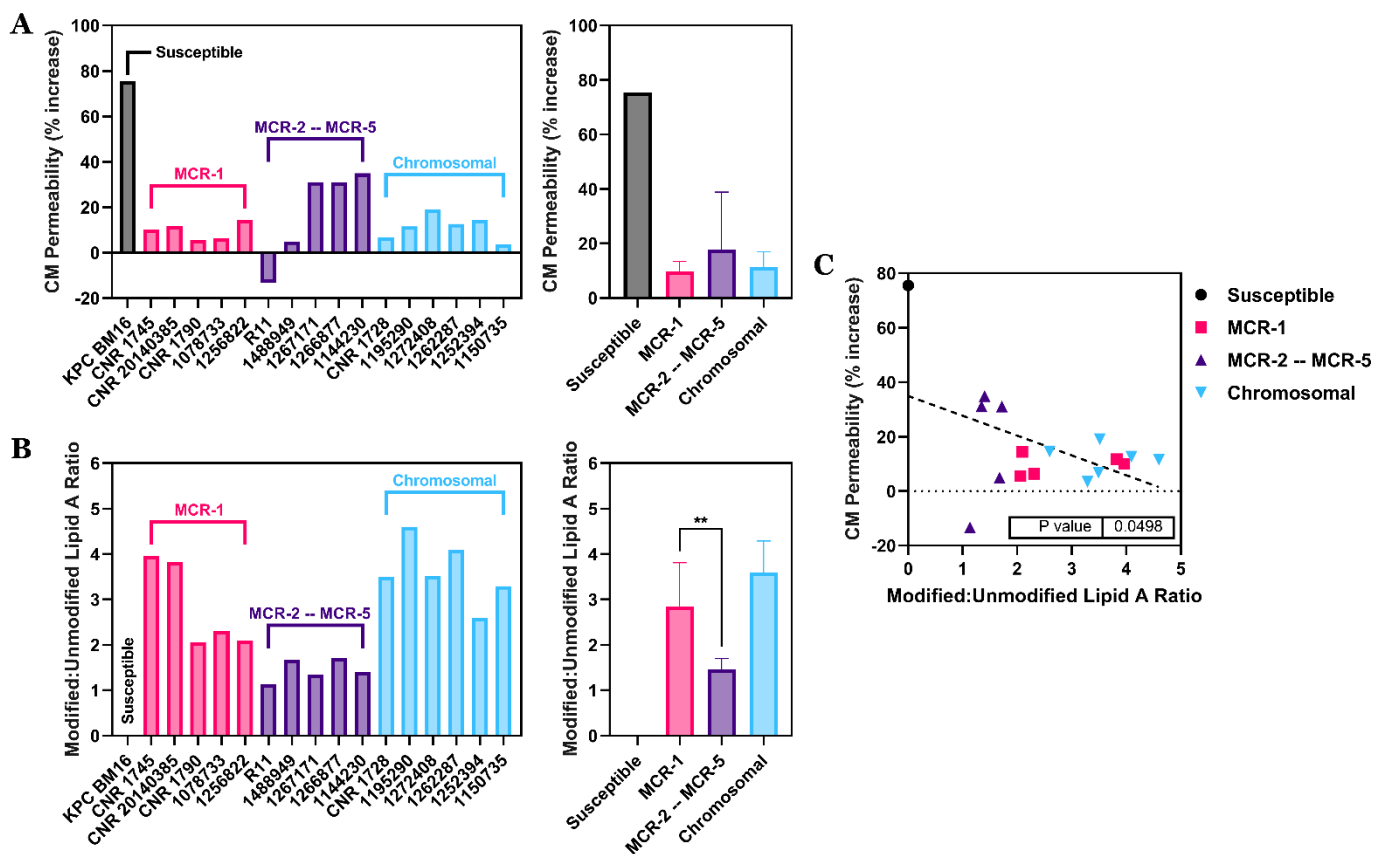 A
CM Permeability (% increase)
100
80
60
40
20
0
-20
Susceptible
MCR-1
MCR-2 -- MCR-5
Chromosomal
KPC BM16
CNR 1745
CNR 20140385
CNR 1790
1078733
1256822
R11
1488949
1267171
1266877
1144230
CNR 1728
1195290
1272408
1262287
1252394
1150735
CM Permeability (% increase)
100
80
60
40
20
0
Susceptible
MCR-1
MCR-2 -- MCR-5
Chromosomal
B
Modified:Unmodified Lipid A Ratio
6
5
4
3
2
1
0
Susceptible
MCR-1
MCR-2 -- MCR-5
Chromosomal
KPC BM16
CNR 1745
CNR 20140385
CNR 1790
1078733
1256822
R11
1488949
1267171
1266877
1144230
CNR 1728
1195290
1272408
1262287
1252394
1150735
Modified:Unmodified Lipid A Ratio
6
5
4
3
2
1
0
**
Susceptible
MCR-1
MCR-2 -- MCR-5
Chromosomal
C
CM Permeability (% increase)
80
60
40
20
0
-20
P value 0.0498
0 1 2 3 4 5
Modified:Unmodified Lipid A Ratio
Susceptible
MCR-1
MCR-2 -- MCR-5
Chromosomal